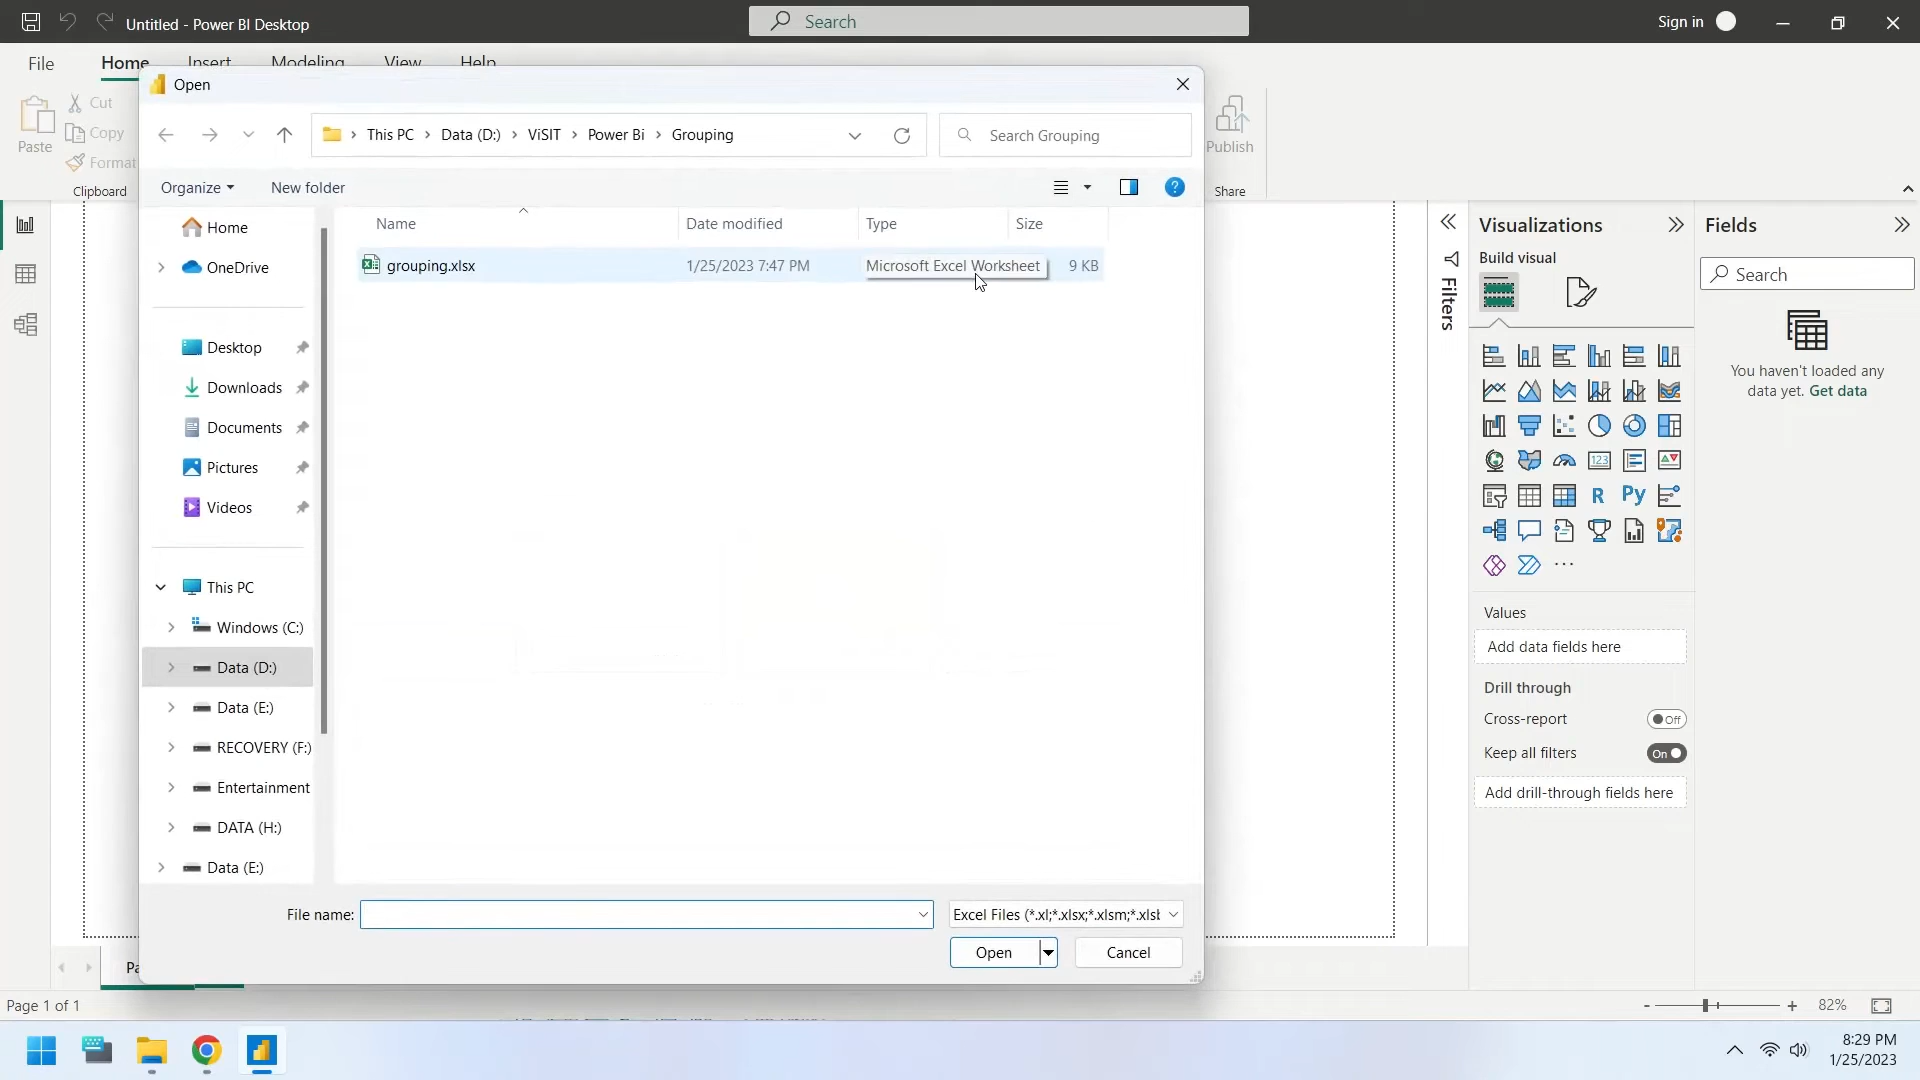 Untitled - Power BI Desktop
Search
Sign in
File
Home
Insert
Modeling
View
Help
Paste
Cut
Copy
Format
Clipboard
Open
This PC
Data (D:)
ViSIT
Power Bi
Grouping
Search Grouping
Organize
New folder
Publish
Share
Name
Date modified
Type
Size
grouping.xlsx
1/25/2023 7:47 PM
Microsoft Excel Worksheet
9 KB
Home
OneDrive
Desktop
Downloads
Documents
Pictures
Videos
This PC
Windows (C:)
Data (D:)
Data (E:)
RECOVERY (F:)
Entertainment
DATA (H:)
Data (E:)
File name:
Excel Files (*.xl;*.xlsx;*.xlsm;*.xlsb
Open
Cancel
Filters
Visualizations
Build visual
123
R
Py
Values
Add data fields here
Drill through
Cross-report
Off
Keep all filters
On
Add drill-through fields here
Fields
Search
You haven't loaded any
data yet. Get data
Page 1 of 1
82%
8:29 PM
1/25/2023